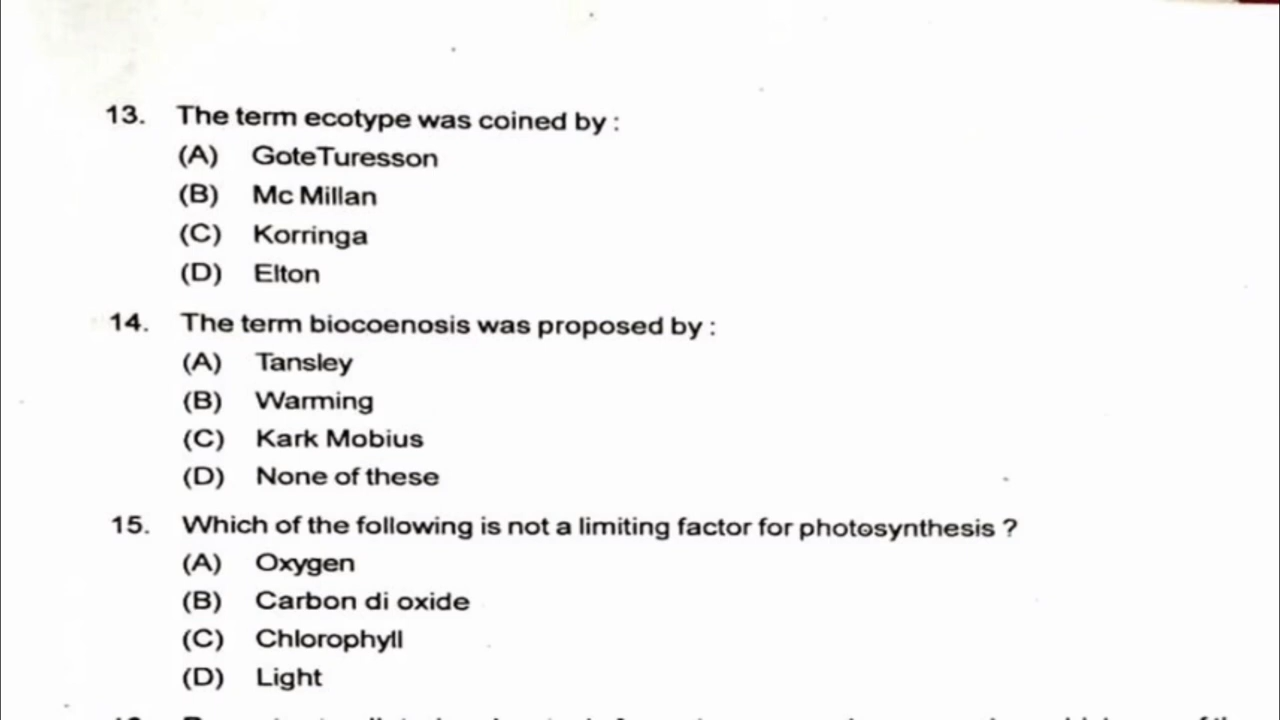 13. The term ecotype was coined by :
(A) GoteTuresson
(B) Mc Millan
(C) Korringa
(D) Elton
14. The term biocoenosis was proposed by :
(A) Tansley
(B) Warming
(C) Kark Mobius
(D) None of these
15. Which of the following is not a limiting factor for photosynthesis ?
(A) Oxygen
(B) Carbon di oxide
(C) Chlorophyll
(D) Light